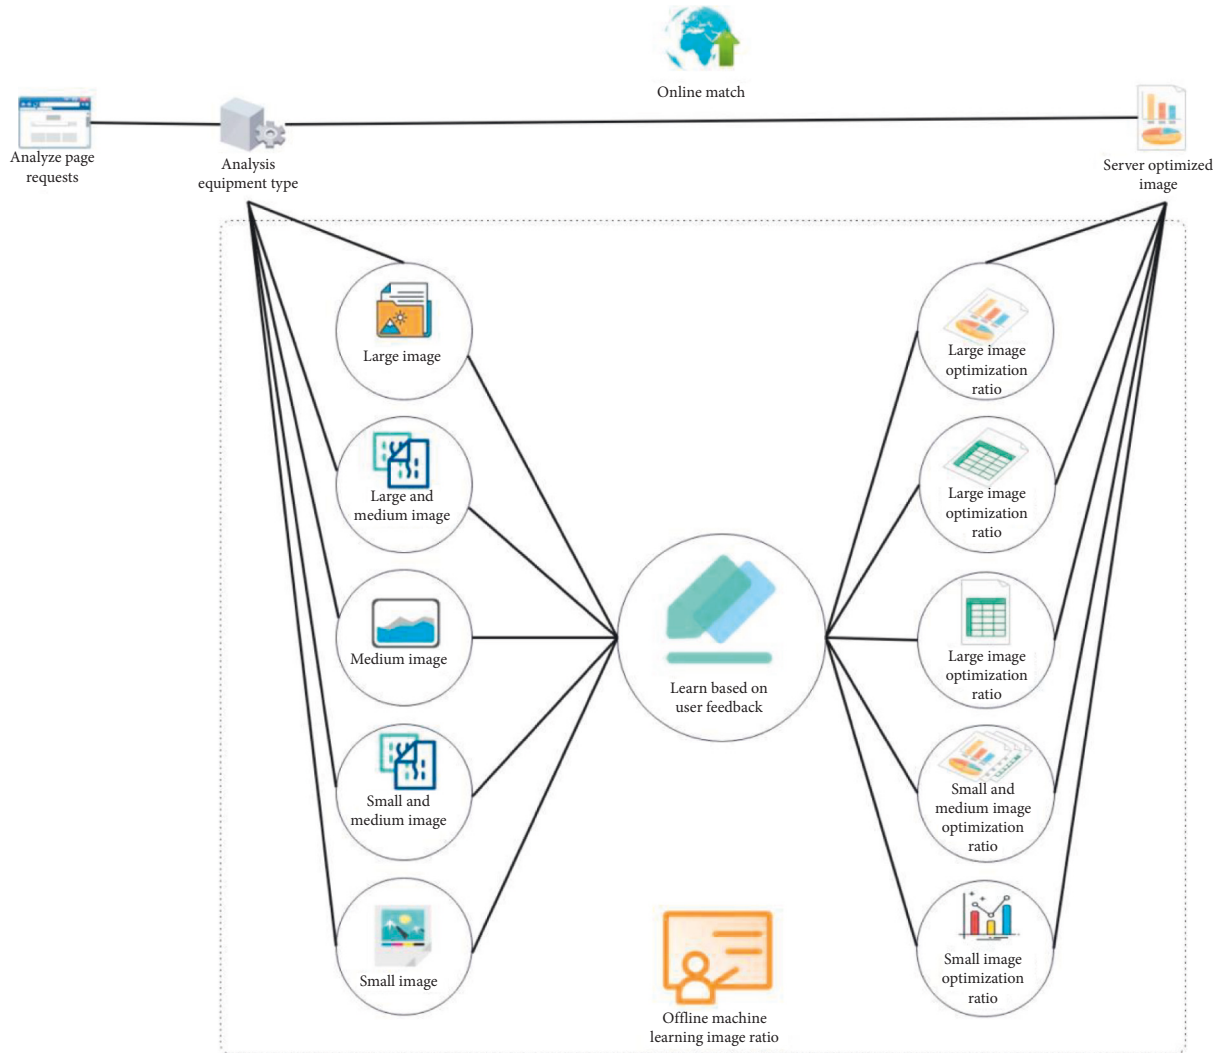 Online match
Analyze page
requests
Analysis
equipment type
Server optimized
image
Large image
Large and
medium image
Medium image
Small and
medium image
Small image
Learn based on
user feedback
Large image
optimization
ratio
Large image
optimization
ratio
Large image
optimization
ratio
Small and
medium image
optimization
ratio
Small image
optimization
ratio
Offline machine
learning image ratio